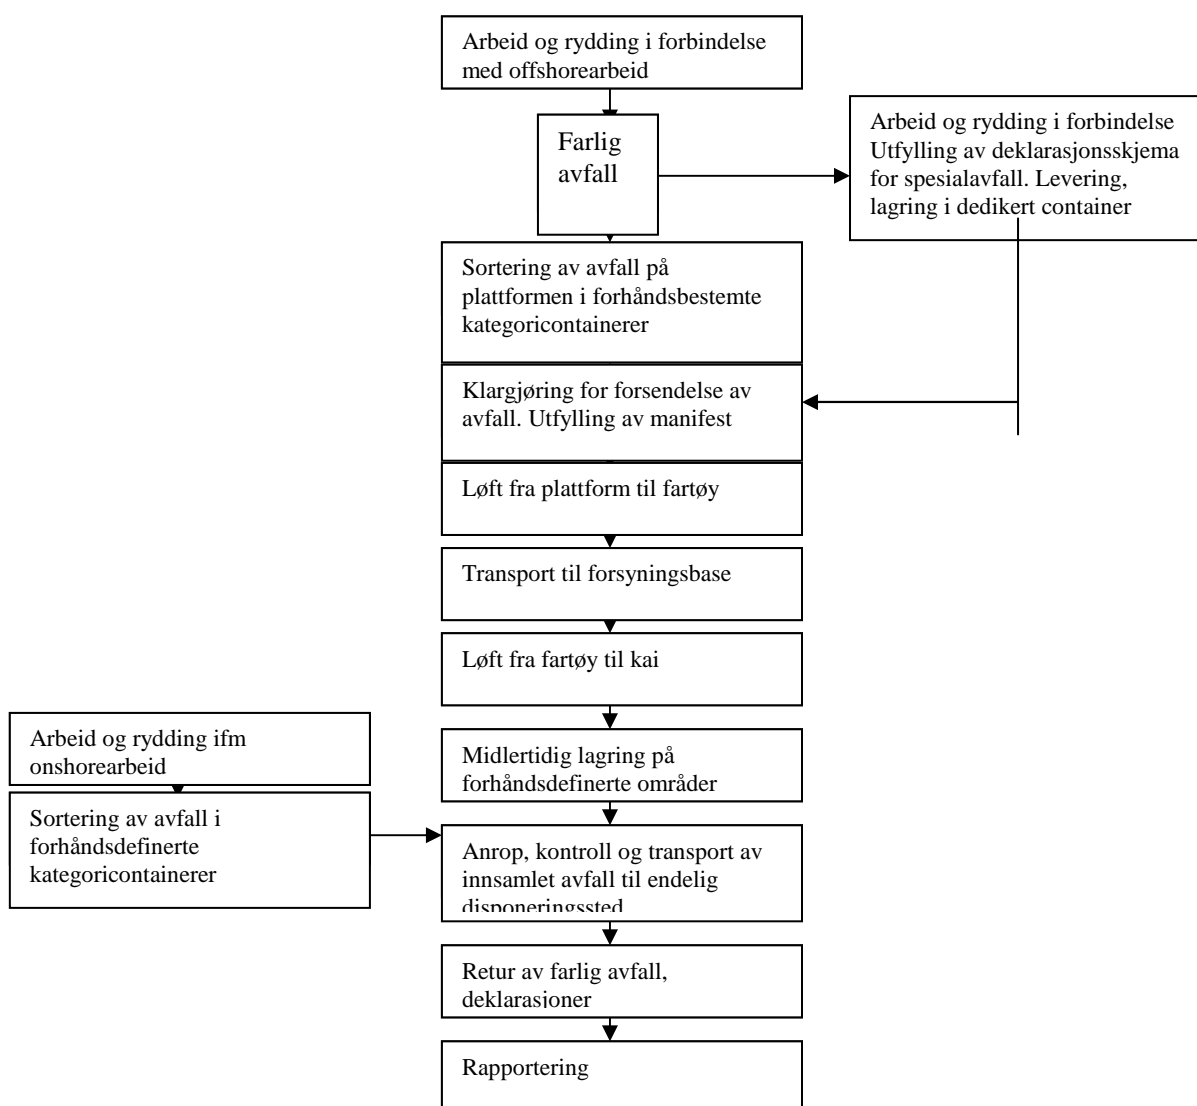 Arbeid og rydding i forbindelse
med offshorearbeid
Farlig
avfall
Arbeid og rydding i forbindelse
Utfylling av deklarasjonsskjema
for spesialavfall. Levering,
lagring i dedikert container
Sortering av avfall på
plattformen i forhåndsbestemte
kategoricontainerer
Klargjøring for forsendelse av
avfall. Utfylling av manifest
Løft fra plattform til fartøy
Transport til forsyningsbase
Løft fra fartøy til kai
Arbeid og rydding ifm
onshorearbeid
Sortering av avfall i
forhåndsdefinerte
kategoricontainerer
Midlertidig lagring på
forhåndsdefinerte områder
Anrop, kontroll og transport av
innsamlet avfall til endelig
disponeringssted
Retur av farlig avfall,
deklarasjoner
Rapportering